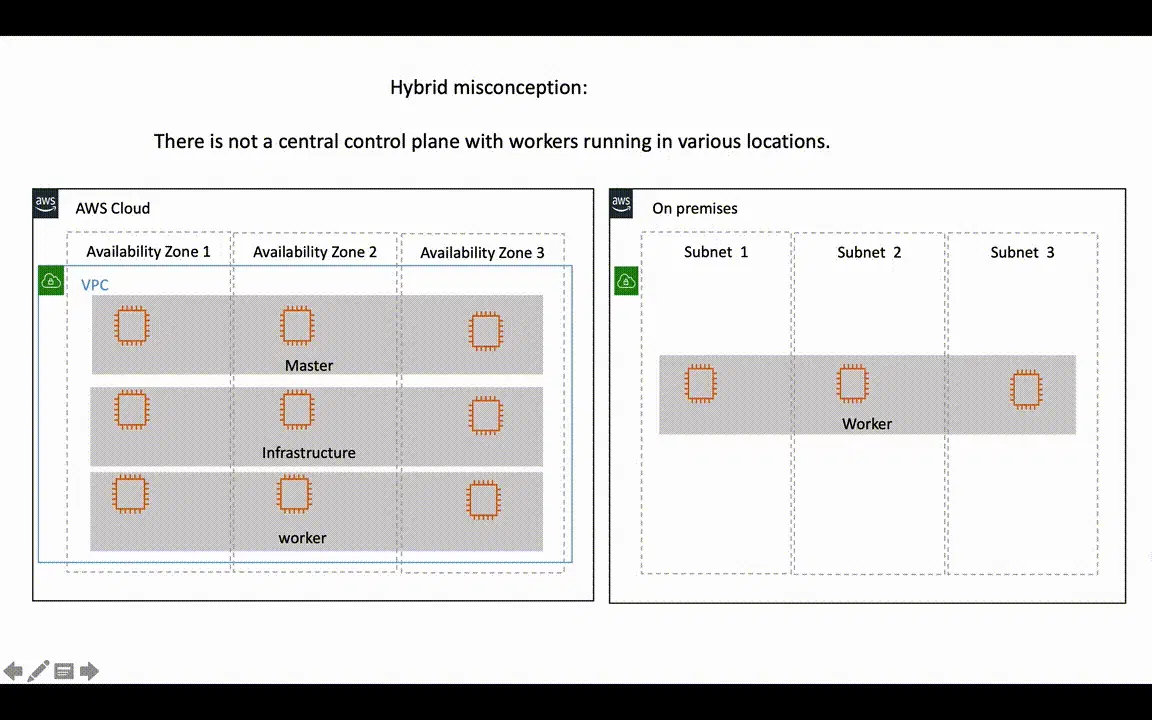 Hybrid misconception:
There is not a central control plane with workers running in various locations.
aws
AWS Cloud
Availability Zone 1
Availability Zone 2
Availability Zone 3
VPC
Master
Infrastructure
worker
aws
On premises
Subnet 1
Subnet 2
Subnet 3
Worker